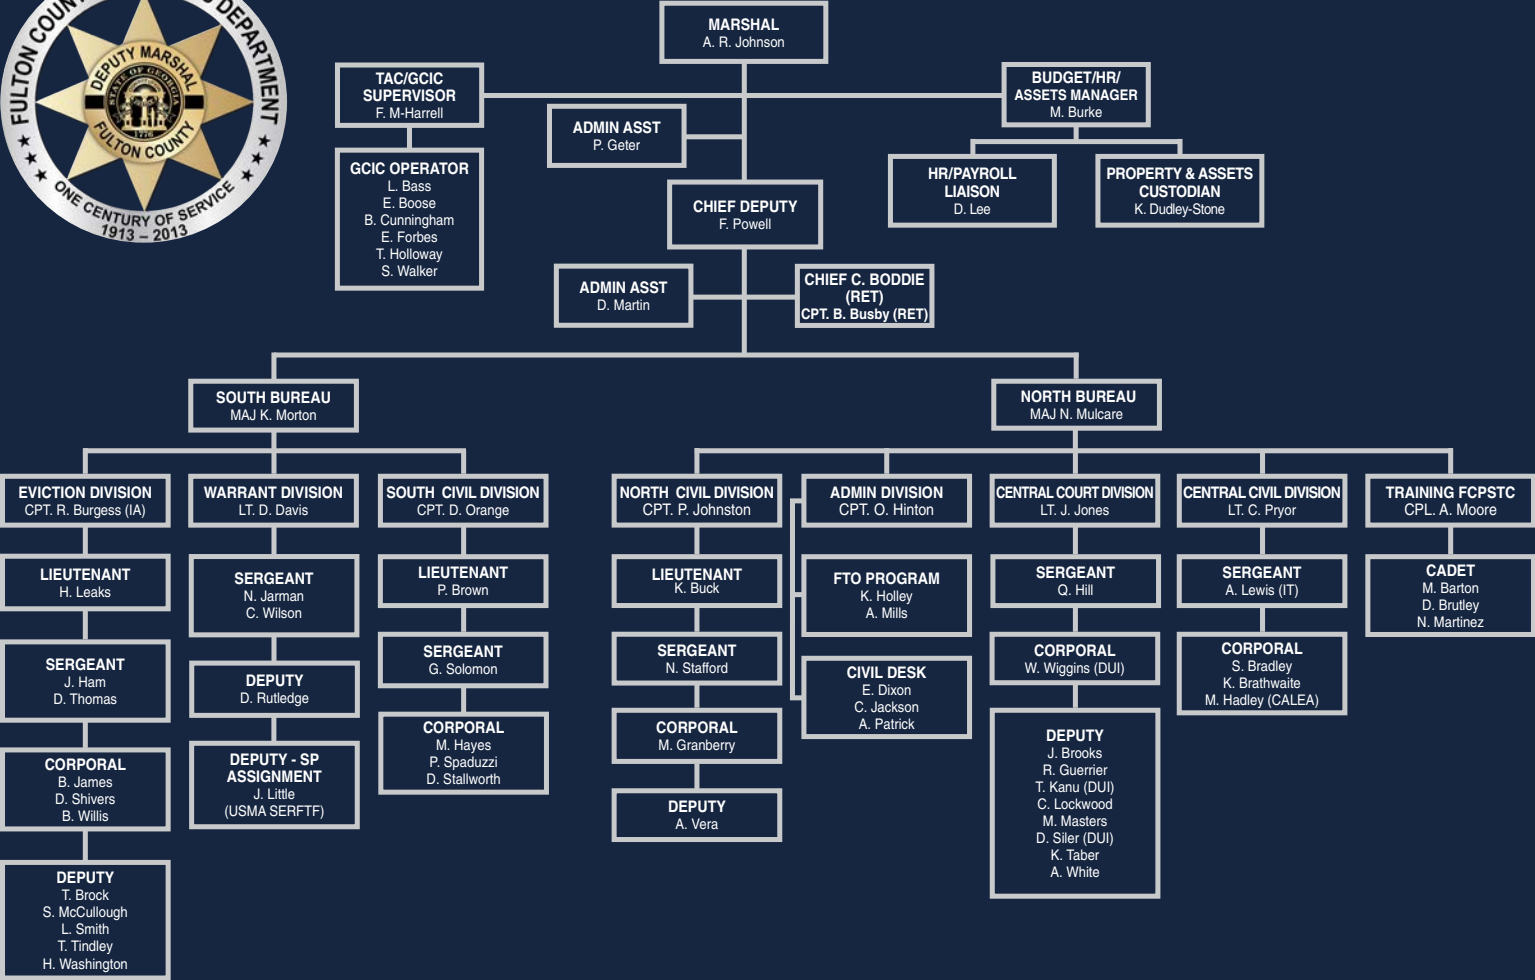 FULTON COUNTY
DEPARTMENT
DEPUTY MARSHAL
STATE OF GEORGIA
1776
FULTON COUNTY
ONE CENTURY OF SERVICE
1913 – 2013
MARSHAL
A. R. Johnson
TAC/GCIC
SUPERVISOR
F. M-Harrell
BUDGET/HR/
ASSETS MANAGER
M. Burke
ADMIN ASST
P. Geter
GCIC OPERATOR
L. Bass
E. Boose
B. Cunningham
E. Forbes
T. Holloway
S. Walker
HR/PAYROLL
LIAISON
D. Lee
PROPERTY & ASSETS
CUSTODIAN
K. Dudley-Stone
CHIEF DEPUTY
F. Powell
ADMIN ASST
D. Martin
CHIEF C. BODDIE
(RET)
CPT. B. Busby (RET)
SOUTH BUREAU
MAJ K. Morton
NORTH BUREAU
MAJ N. Mulcare
EVICTION DIVISION
CPT. R. Burgess (IA)
LIEUTENANT
H. Leaks
SERGEANT
J. Ham
D. Thomas
CORPORAL
B. James
D. Shivers
B. Willis
DEPUTY
T. Brock
S. McCullough
L. Smith
T. Tindley
H. Washington
WARRANT DIVISION
LT. D. Davis
SERGEANT
N. Jarman
C. Wilson
DEPUTY
D. Rutledge
DEPUTY - SP
ASSIGNMENT
J. Little
(USMA SERFTF)
SOUTH CIVIL DIVISION
CPT. D. Orange
LIEUTENANT
P. Brown
SERGEANT
G. Solomon
CORPORAL
M. Hayes
P. Spaduzzi
D. Stallworth
NORTH CIVIL DIVISION
CPT. P. Johnston
LIEUTENANT
K. Buck
SERGEANT
N. Stafford
CORPORAL
M. Granberry
DEPUTY
A. Vera
ADMIN DIVISION
CPT. O. Hinton
FTO PROGRAM
K. Holley
A. Mills
CIVIL DESK
E. Dixon
C. Jackson
A. Patrick
CENTRAL COURT DIVISION
LT. J. Jones
SERGEANT
Q. Hill
CORPORAL
W. Wiggins (DUI)
DEPUTY
J. Brooks
R. Guerrier
T. Kanu (DUI)
C. Lockwood
M. Masters
D. Siler (DUI)
K. Taber
A. White
CENTRAL CIVIL DIVISION
LT. C. Pryor
SERGEANT
A. Lewis (IT)
CORPORAL
S. Bradley
K. Brathwaite
M. Hadley (CALEA)
TRAINING FCPSTC
CPL. A. Moore
CADET
M. Barton
D. Brutley
N. Martinez